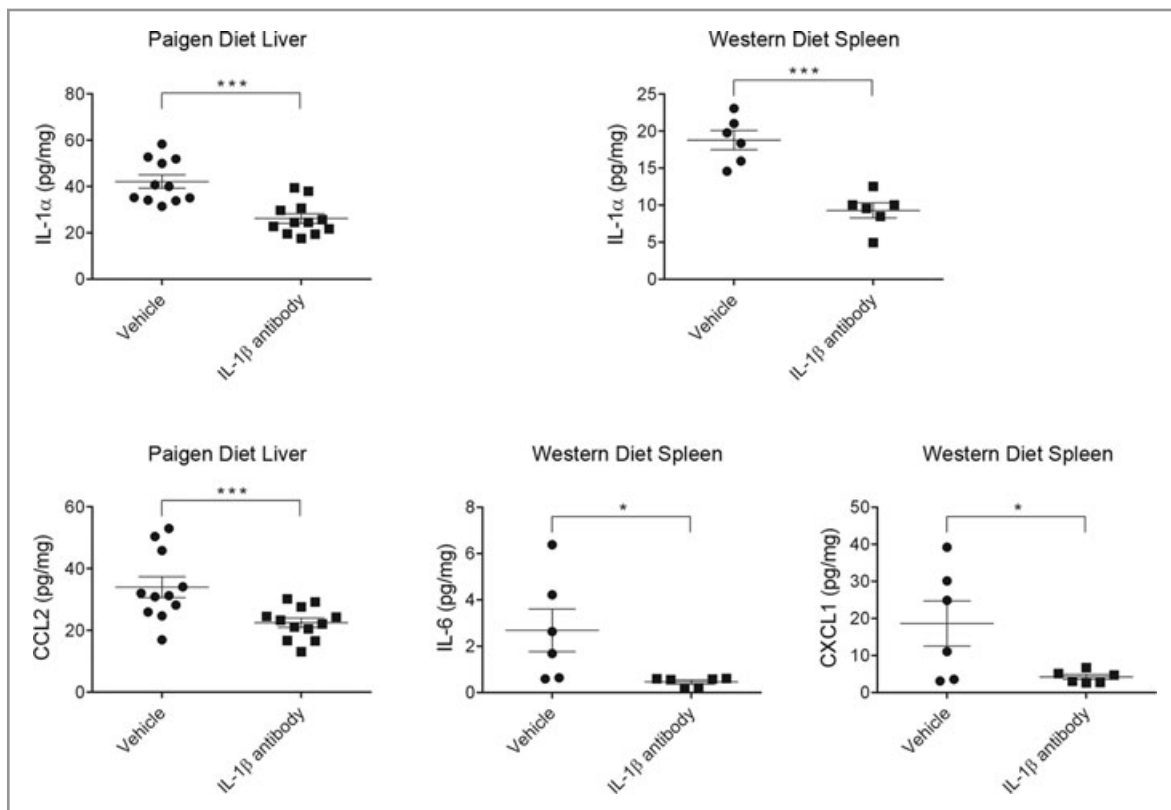 Paigen Diet Liver
***
IL-1α (pg/mg)
80
60
40
20
0
Vehicle
IL-1β antibody
Western Diet Spleen
***
IL-1α (pg/mg)
25
20
15
10
5
0
Vehicle
IL-1β antibody
Paigen Diet Liver
***
CCL2 (pg/mg)
60
40
20
0
Vehicle
IL-1β antibody
Western Diet Spleen
*
IL-6 (pg/mg)
8
6
4
2
0
Vehicle
IL-1β antibody
Western Diet Spleen
*
CXCL1 (pg/mg)
50
40
30
20
10
0
Vehicle
IL-1β antibody